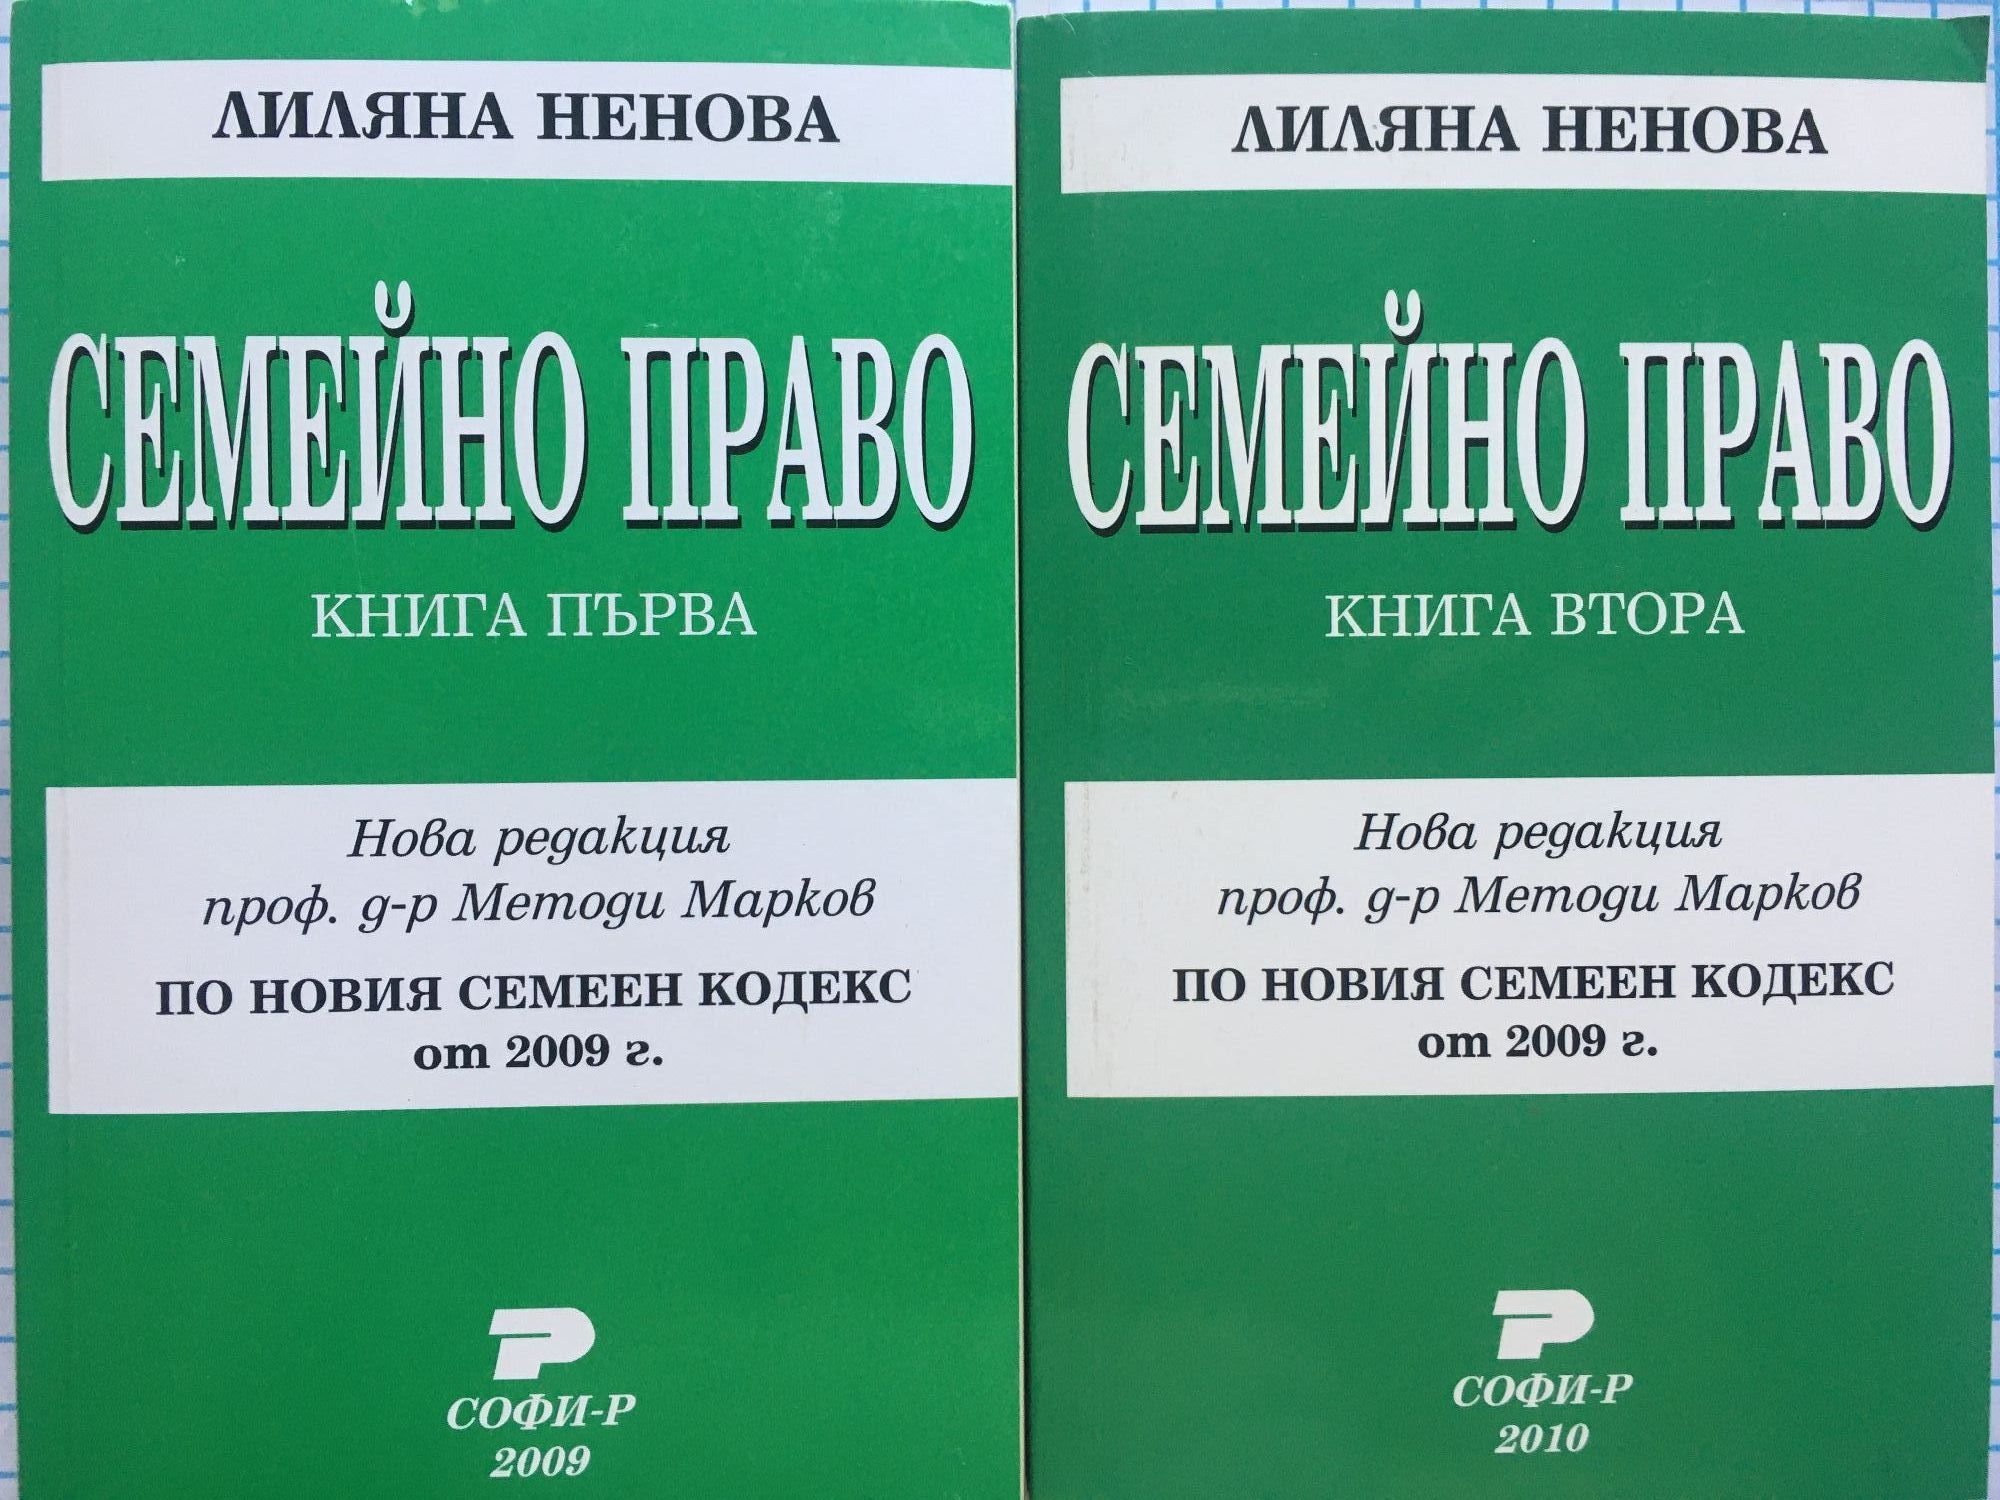 ЛИЛЯНА НЕНОВА
СЕМЕЙНО ПРАВО
КНИГА ПЪРВА
Нова редакция
проф. д-р Методи Марков
ПО НОВИЯ СЕМЕЕН КОДЕКС
от 2009 г.
Р
СОФИ-Р
2009
ЛИЛЯНА НЕНОВА
СЕМЕЙНО ПРАВО
КНИГА ВТОРА
Нова редакция
проф. д-р Методи Марков
ПО НОВИЯ СЕМЕЕН КОДЕКС
от 2009 г.
Р
СОФИ-Р
2010